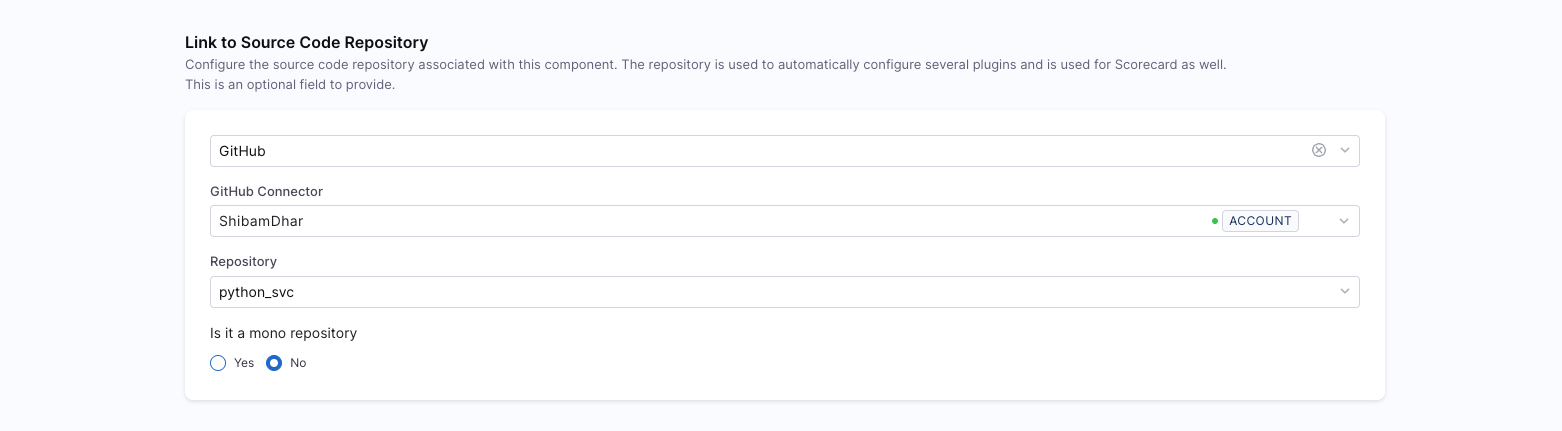 Link to Source Code Repository
Configure the source code repository associated with this component. The repository is used to automatically configure several plugins and is used for Scorecard as well.
This is an optional field to provide.
GitHub
GitHub Connector
ShibamDhar ACCOUNT
Repository
python_svc
Is it a mono repository
Yes No